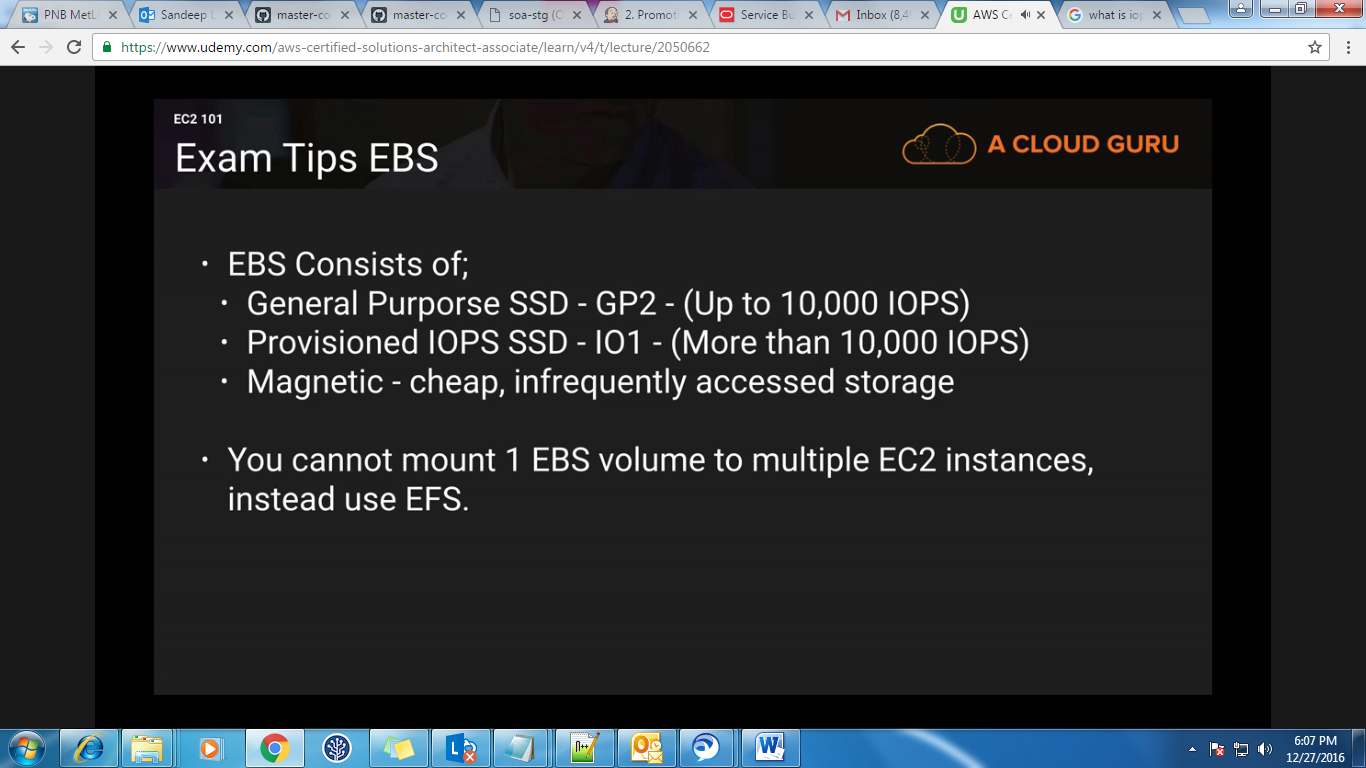 PNB MetL
Sandeep L
master-co
master-co
soa-stg (O
2. Promoti
Service Bu
Inbox (8,4
AWS Ce
what is iop
https://www.udemy.com/aws-certified-solutions-architect-associate/learn/v4/t/lecture/2050662
EC2 101
Exam Tips EBS
A CLOUD GURU
• EBS Consists of;
• General Purporse SSD - GP2 - (Up to 10,000 IOPS)
• Provisioned IOPS SSD - IO1 - (More than 10,000 IOPS)
• Magnetic - cheap, infrequently accessed storage
• You cannot mount 1 EBS volume to multiple EC2 instances,
instead use EFS.
6:07 PM
12/27/2016